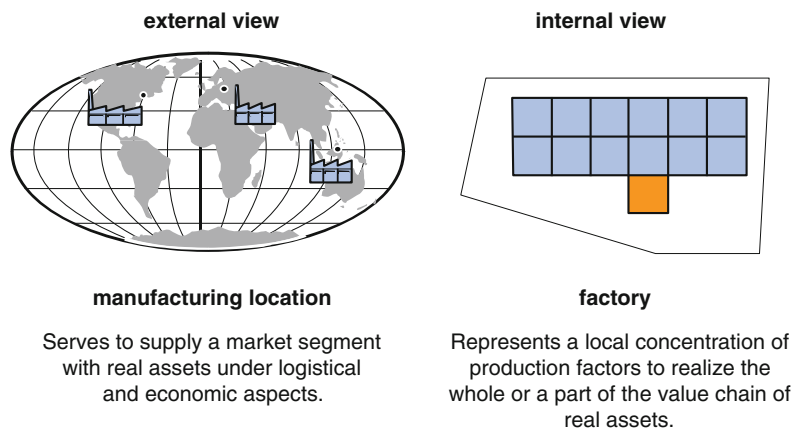 external view
internal view
manufacturing location
Serves to supply a market segment
with real assets under logistical
and economic aspects.
factory
Represents a local concentration of
production factors to realize the
whole or a part of the value chain of
real assets.